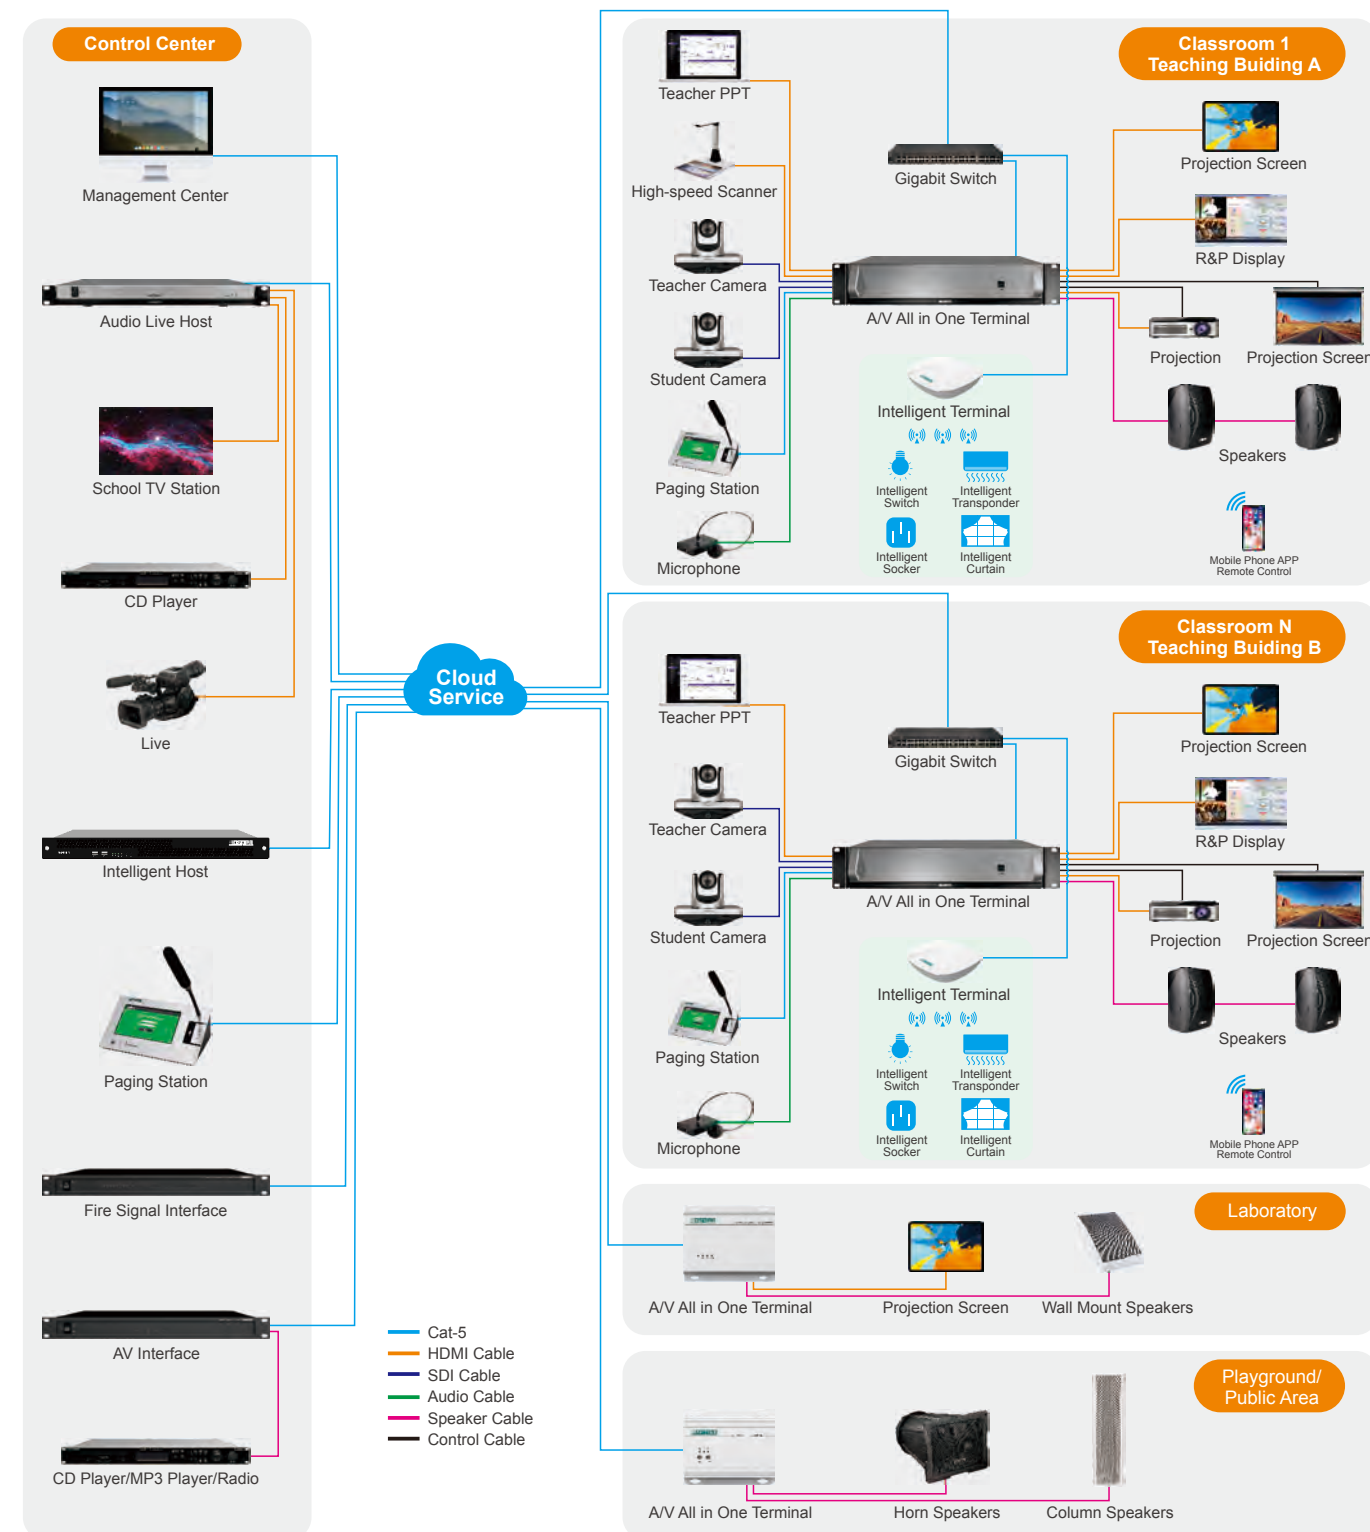 Control Center
Management Center
Audio Live Host
School TV Station
CD Player
Live
Intelligent Host
Paging Station
Fire Signal Interface
AV Interface
CD Player/MP3 Player/Radio
Cloud
Service
Cat-5
HDMI Cable
SDI Cable
Audio Cable
Speaker Cable
Control Cable
Classroom 1
Teaching Buiding A
Teacher PPT
High-speed Scanner
Teacher Camera
Student Camera
Paging Station
Microphone
Gigabit Switch
A/V All in One Terminal
Intelligent Terminal
Intelligent
Switch
Intelligent
Transponder
Intelligent
Socker
Intelligent
Curtain
Projection Screen
R&P Display
Projection
Projection Screen
Speakers
Mobile Phone APP
Remote Control
Classroom N
Teaching Buiding B
Teacher PPT
Teacher Camera
Student Camera
Paging Station
Microphone
Gigabit Switch
A/V All in One Terminal
Intelligent Terminal
Intelligent
Switch
Intelligent
Transponder
Intelligent
Socker
Intelligent
Curtain
Projection Screen
R&P Display
Projection
Projection Screen
Speakers
Mobile Phone APP
Remote Control
Laboratory
A/V All in One Terminal
Projection Screen
Wall Mount Speakers
Playground/
Public Area
A/V All in One Terminal
Horn Speakers
Column Speakers